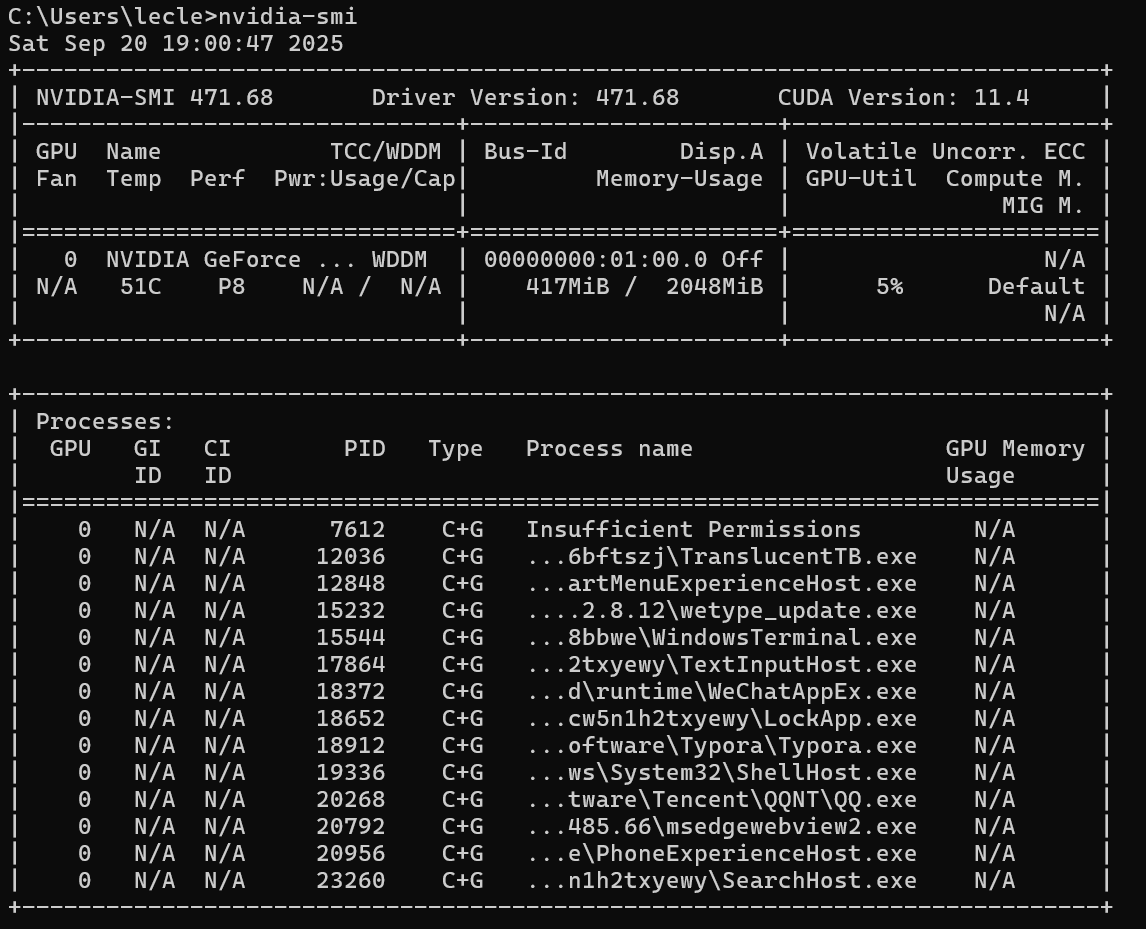 C:\Users\lecle>nvidia-smi
Sat Sep 20 19:00:47 2025
+-----------------------------------------------------------------------------+
| NVIDIA-SMI 471.68       Driver Version: 471.68       CUDA Version: 11.4     |
|-------------------------------+----------------------+----------------------+
| GPU  Name            TCC/WDDM | Bus-Id        Disp.A | Volatile Uncorr. ECC |
| Fan  Temp  Perf  Pwr:Usage/Cap|         Memory-Usage | GPU-Util  Compute M. |
|                               |                      |               MIG M. |
|===============================+======================+======================|
|   0  NVIDIA GeForce ... WDDM  | 00000000:01:00.0 Off |                  N/A |
| N/A   51C    P8    N/A /  N/A |    417MiB /  2048MiB |      5%      Default |
|                               |                      |                  N/A |
+-------------------------------+----------------------+----------------------+

+-----------------------------------------------------------------------------+
| Processes:                                                                  |
|  GPU   GI   CI        PID   Type   Process name                  GPU Memory |
|        ID   ID                                                   Usage      |
|=============================================================================|
|    0   N/A  N/A      7612    C+G   Insufficient Permissions        N/A      |
|    0   N/A  N/A     12036    C+G   ...6bftszj\TranslucentTB.exe    N/A      |
|    0   N/A  N/A     12848    C+G   ...artMenuExperienceHost.exe    N/A      |
|    0   N/A  N/A     15232    C+G   ....2.8.12\wetype_update.exe    N/A      |
|    0   N/A  N/A     15544    C+G   ...8bbwe\WindowsTerminal.exe    N/A      |
|    0   N/A  N/A     17864    C+G   ...2txyewy\TextInputHost.exe    N/A      |
|    0   N/A  N/A     18372    C+G   ...d\runtime\WeChatAppEx.exe    N/A      |
|    0   N/A  N/A     18652    C+G   ...cw5n1h2txyewy\LockApp.exe    N/A      |
|    0   N/A  N/A     18912    C+G   ...oftware\Typora\Typora.exe    N/A      |
|    0   N/A  N/A     19336    C+G   ...ws\System32\ShellHost.exe    N/A      |
|    0   N/A  N/A     20268    C+G   ...tware\Tencent\QQNT\QQ.exe    N/A      |
|    0   N/A  N/A     20792    C+G   ...485.66\msedgewebview2.exe    N/A      |
|    0   N/A  N/A     20956    C+G   ...e\PhoneExperienceHost.exe    N/A      |
|    0   N/A  N/A     23260    C+G   ...n1h2txyewy\SearchHost.exe    N/A      |
+-----------------------------------------------------------------------------+